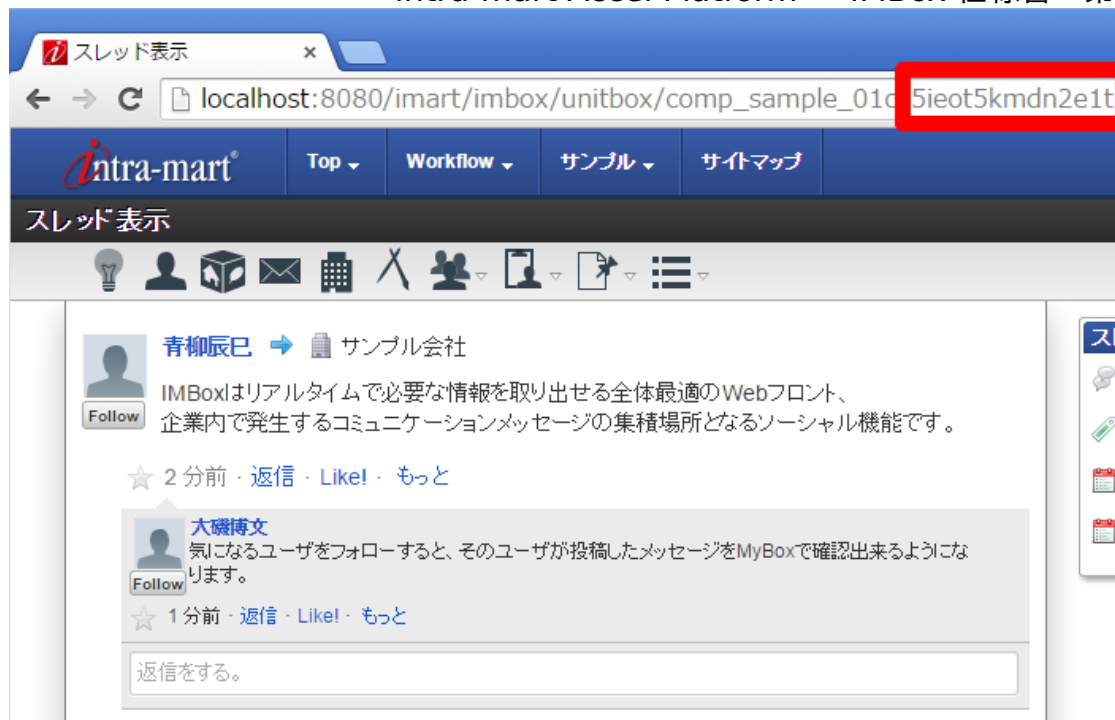 スレッド表示
localhost:8080/imart/imbox/unitbox/comp_sample_01c 5ieot5kmdn2e1t
intra-mart® Top Workflow サンプル サイトマップ
スレッド表示
青柳辰巳 サンプル会社
IMBoxはリアルタイムで必要な情報を取り出せる全体最適のWebフロント、
Follow 企業内で発生するコミュニケーションメッセージの集積場所となるソーシャル機能です。
2 分前 · 返信 · Like! · もっと
大磯博文
気になるユーザをフォローすると、そのユーザが投稿したメッセージをMyBoxで確認出来るようにな
Follow ります。
1 分前 · 返信 · Like! · もっと
返信をする。